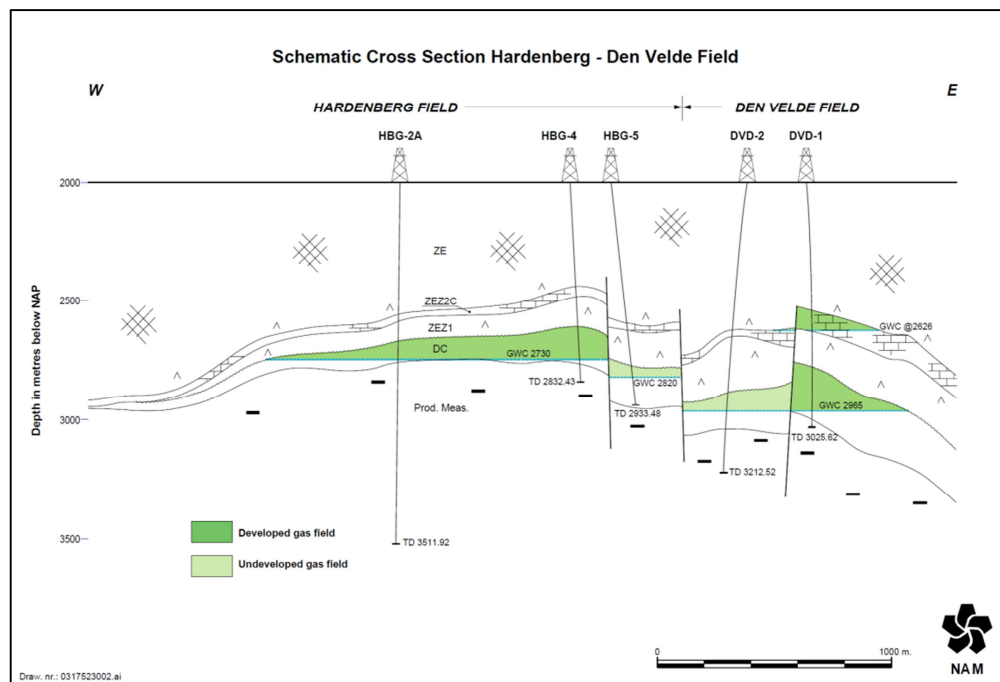 Schematic Cross Section Hardenberg - Den Velde Field
W
E
HARDENBERG FIELD
DEN VELDE FIELD
HBG-2A
HBG-4
HBG-5
DVD-2
DVD-1
2000
2500
3000
3500
Depth in metres below NAP
ZE
ZEZ2C
ZEZ1
DC
GWC 2730
GWC @2626
GWC 2820
GWC 2965
TD 2832.43
TD 2933.48
Prod. Meas.
TD 3025.62
TD 3212.52
TD 3511.92
Developed gas field
Undeveloped gas field
0
1000 m.
NAM
Draw. nr.: 0317523002.ai